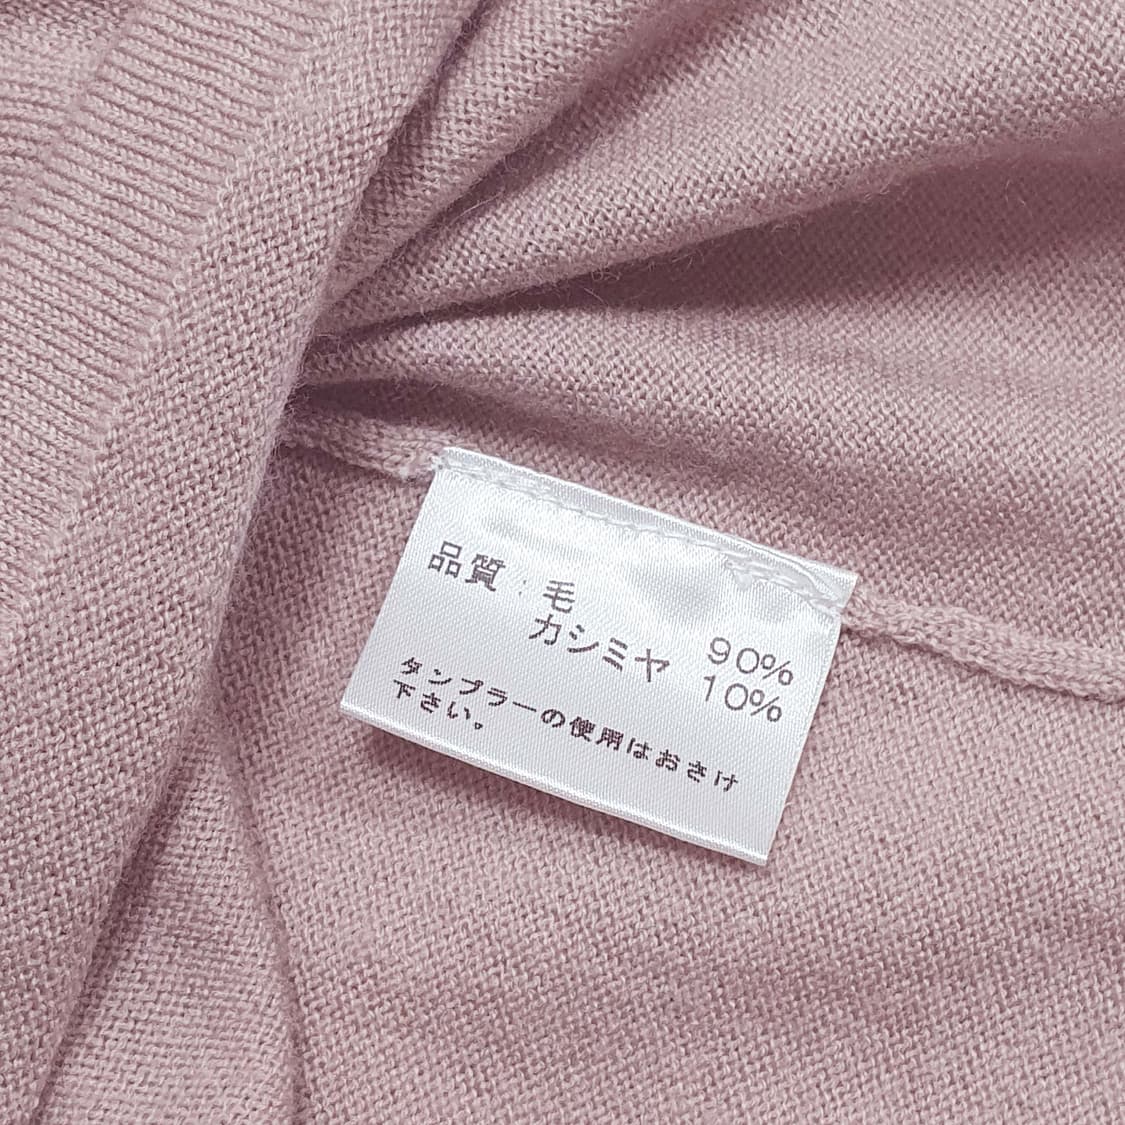 品質：毛 90%
カシミヤ 10%
タンブラーの使用はおさけ
下さい。